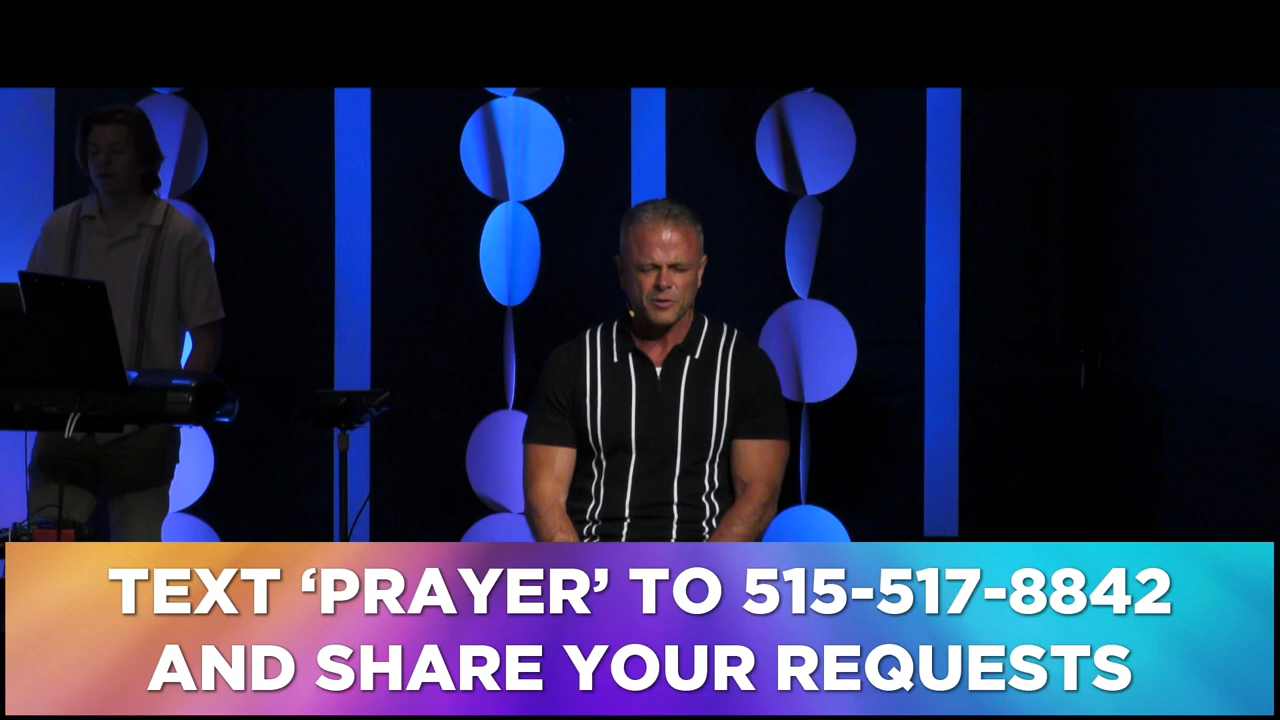 TEXT ‘PRAYER’ TO 515-517-8842
AND SHARE YOUR REQUESTS